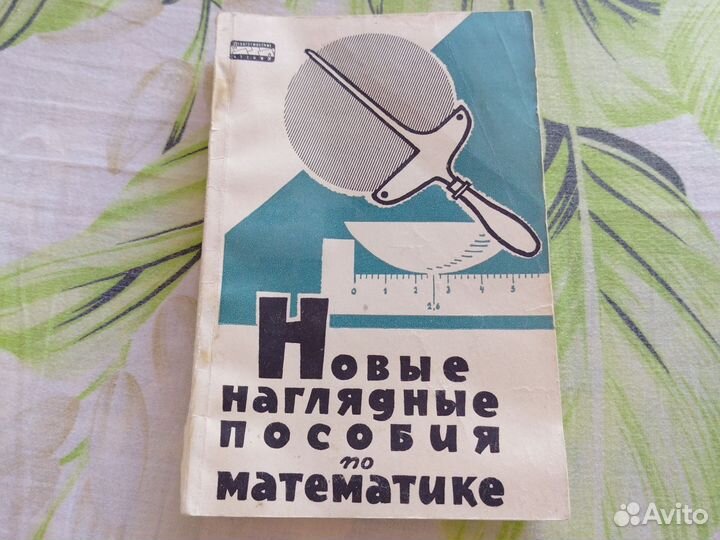 0 1 2 3 4 5
2,6
Новые
наглядные
пособия
по
математике
Avito